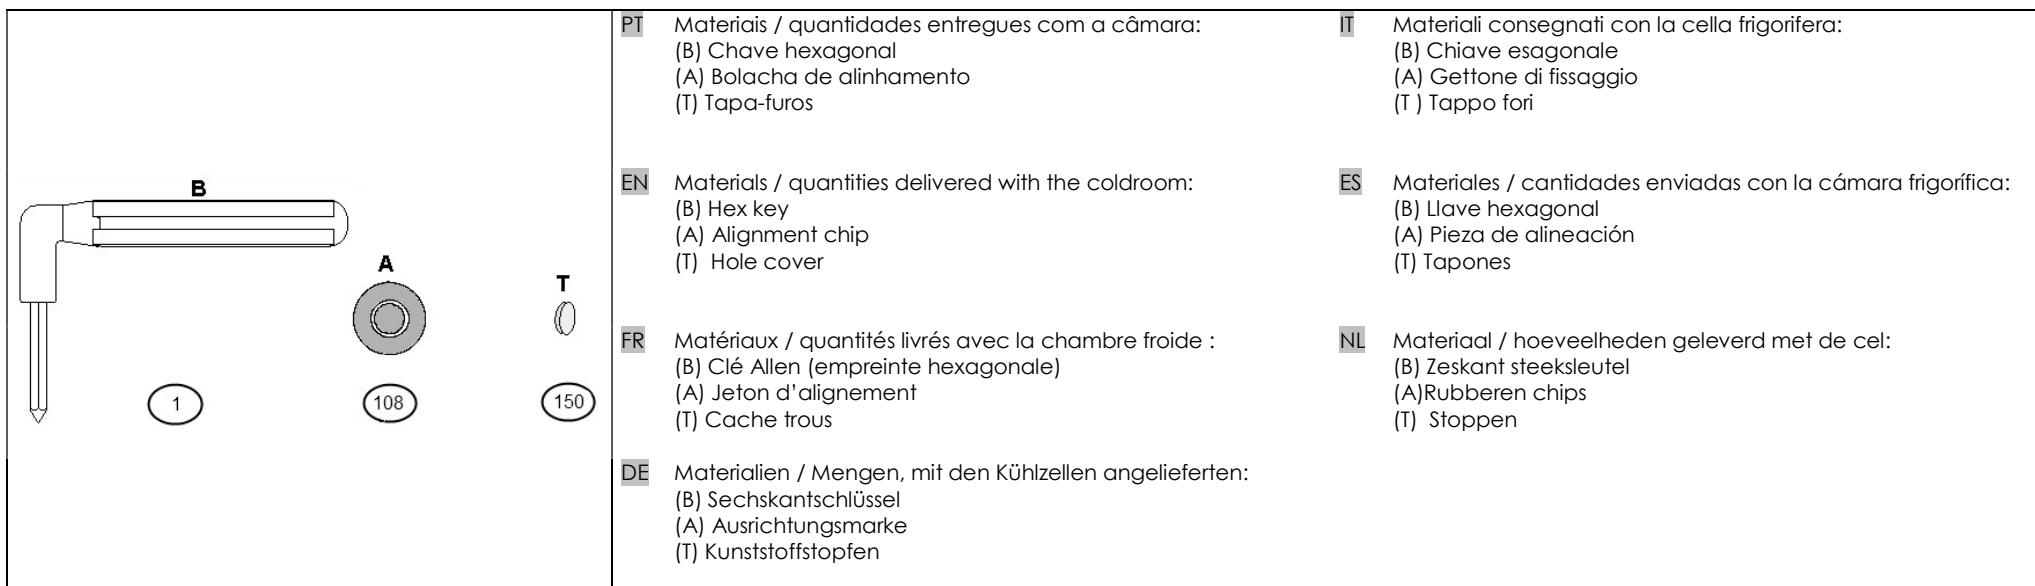 B
A
T
1
108
150
PT Materiais / quantidades entregues com a câmara:
(B) Chave hexagonal
(A) Bolacha de alinhamento
(T) Tapa-furos
IT Materiali consegnati con la cella frigorifera:
(B) Chiave esagonale
(A) Gettone di fissaggio
(T ) Tappo fori
EN Materials / quantities delivered with the coldroom:
(B) Hex key
(A) Alignment chip
(T) Hole cover
ES Materiales / cantidades enviadas con la cámara frigorífica:
(B) Llave hexagonal
(A) Pieza de alineación
(T) Tapones
FR Matériaux / quantités livrés avec la chambre froide :
(B) Clé Allen (empreinte hexagonale)
(A) Jeton d’alignement
(T) Cache trous
NL Materiaal / hoeveelheden geleverd met de cel:
(B) Zeskant steeksleutel
(A)Rubberen chips
(T) Stoppen
DE Materialien / Mengen, mit den Kühlzellen angelieferten:
(B) Sechskantschlüssel
(A) Ausrichtungsmarke
(T) Kunststoffstopfen